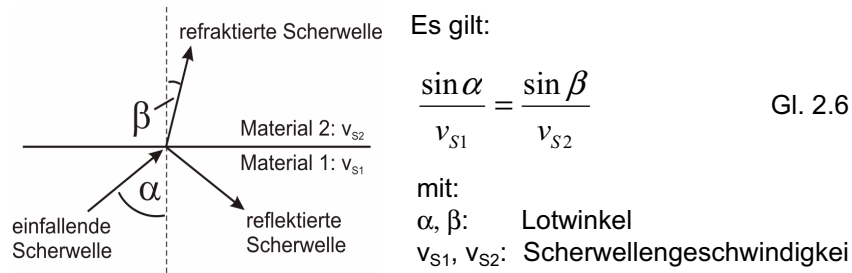 refraktierte Scherwelle
β
Material 2: vS2
Material 1: vS1
α
einfallende
Scherwelle
reflektierte
Scherwelle
Es gilt:
sin α / vS1 = sin β / vS2 Gl. 2.6
mit:
α, β: Lotwinkel
vS1, vS2: Scherwellengeschwindigkei